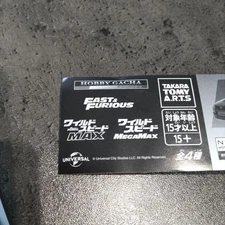 HOBBY GACHA
FAST & FURIOUS
ワイルド・スピード MAX
ワイルド・スピード MEGAMAX
TAKARA TOMY A.R.T.S
対象年齢
15才以上
15+
全4種
UNIVERSAL
© Universal City Studios LLC. All Rights Reserved.